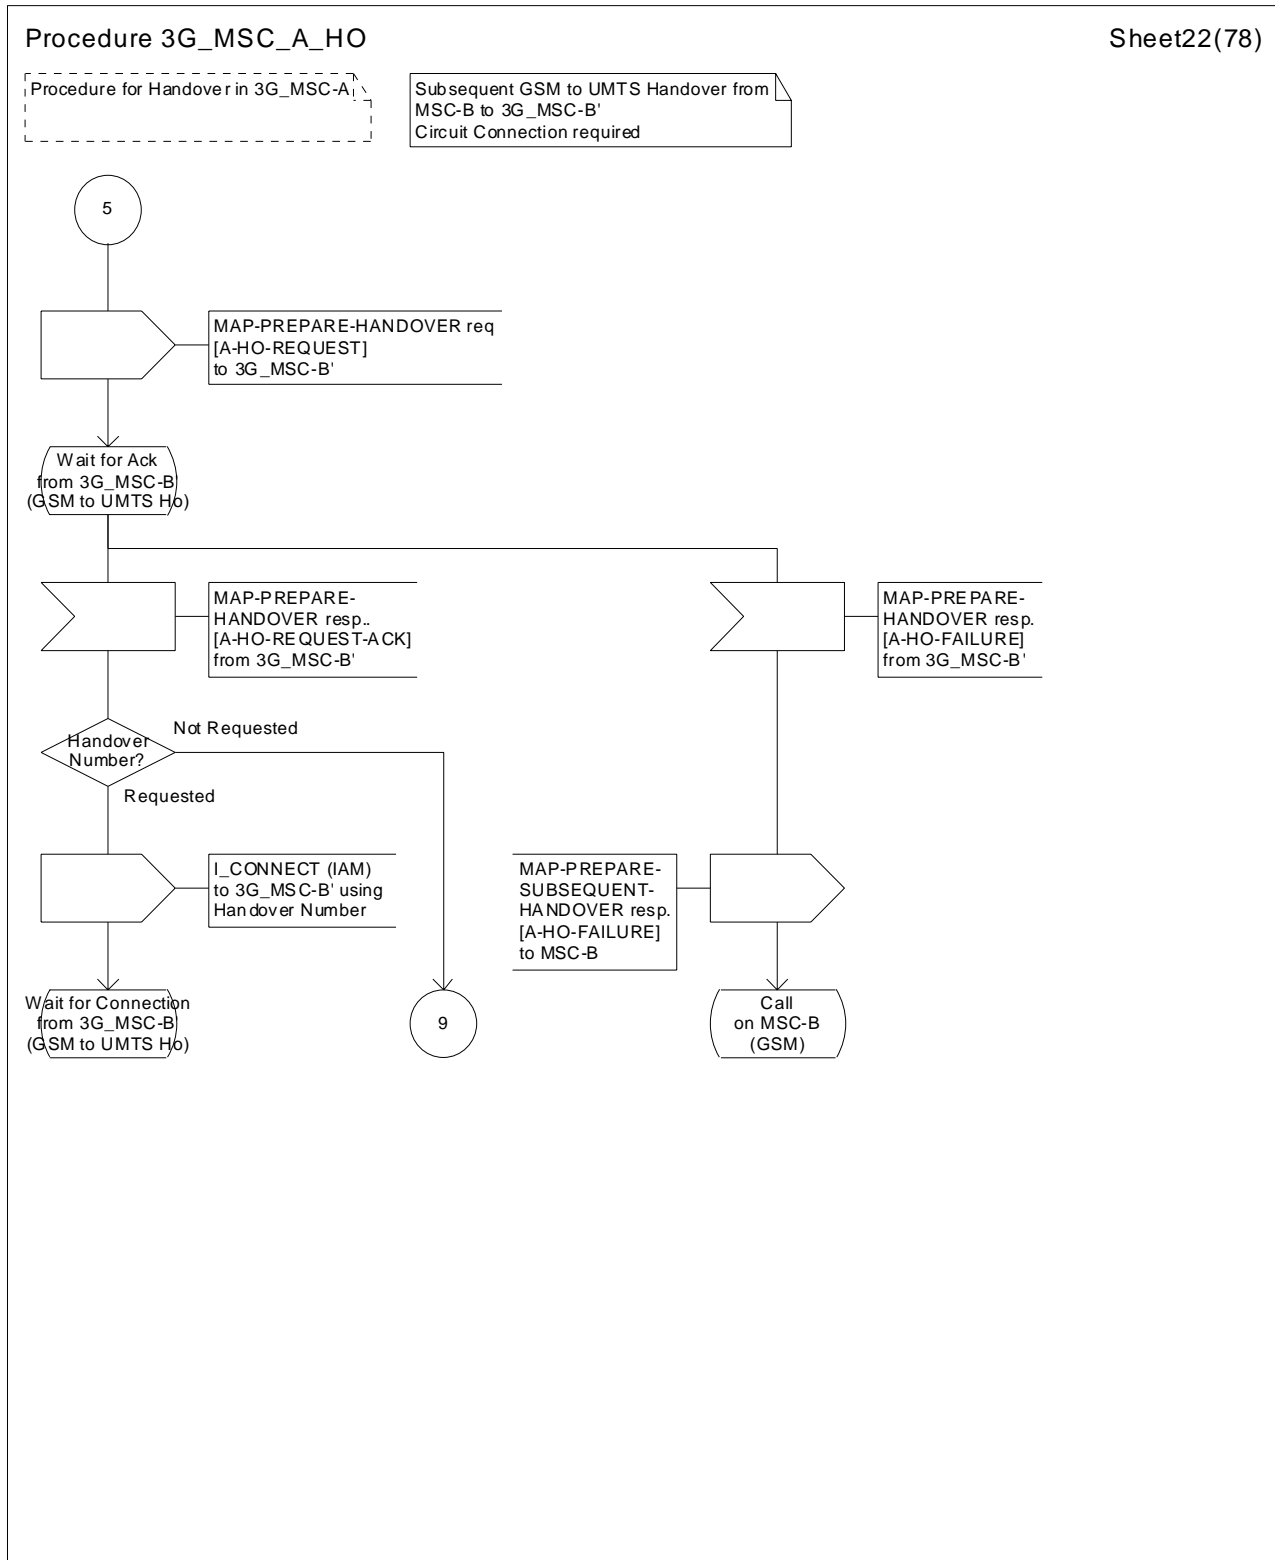 Procedure 3G_MSC_A_HO
Sheet22(78)
Procedure for Handover in 3G_MSC-A
Subsequent GSM to UMTS Handover from
MSC-B to 3G_MSC-B'
Circuit Connection required
5
MAP-PREPARE-HANDOVER req
[A-HO-REQUEST]
to 3G_MSC-B'
Wait for Ack
from 3G_MSC-B'
(GSM to UMTS Ho)
MAP-PREPARE-
HANDOVER resp..
[A-HO-REQUEST-ACK]
from 3G_MSC-B'
MAP-PREPARE-
HANDOVER resp.
[A-HO-FAILURE]
from 3G_MSC-B'
Handover
Number?
Not Requested
Requested
I_CONNECT (IAM)
to 3G_MSC-B' using
Handover Number
MAP-PREPARE-
SUBSEQUENT-
HANDOVER resp.
[A-HO-FAILURE]
to MSC-B
Wait for Connection
from 3G_MSC-B'
(GSM to UMTS Ho)
9
Call
on MSC-B
(GSM)